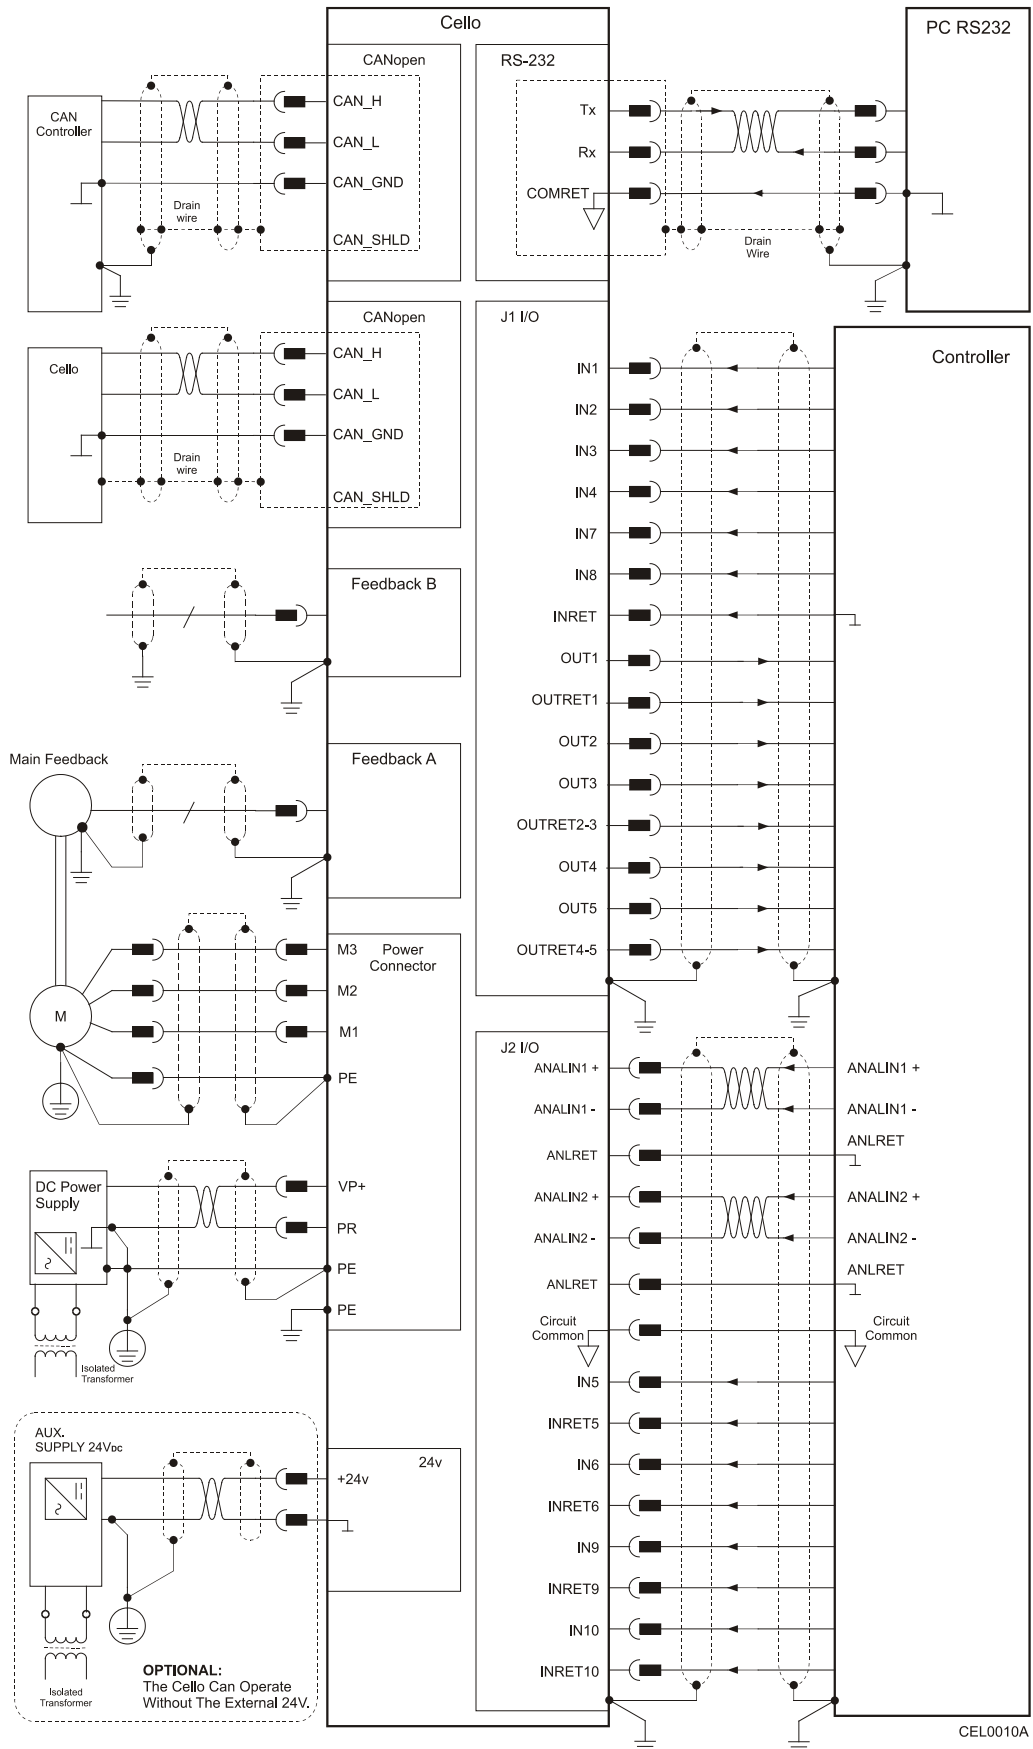 Cello
CANopen
CAN
Controller
CAN_H
CAN_L
CAN_GND
Drain
wire
CAN_SHLD
RS-232
Tx
Rx
COMRET
Drain
Wire
PC RS232
CANopen
Cello
CAN_H
CAN_L
CAN_GND
Drain
wire
CAN_SHLD
Feedback B
Main Feedback
Feedback A
M3
Power
Connector
M2
M
M1
PE
DC Power
Supply
VP+
PR
PE
PE
Isolated
Transformer
AUX.
SUPPLY 24VDC
24v
+24v
Isolated
Transformer
OPTIONAL:
The Cello Can Operate
Without The External 24V.
J1 I/O
Controller
IN1
IN2
IN3
IN4
IN7
IN8
INRET
OUT1
OUTRET1
OUT2
OUT3
OUTRET2-3
OUT4
OUT5
OUTRET4-5
J2 I/O
ANALIN1 +
ANALIN1 +
ANALIN1 -
ANALIN1 -
ANLRET
ANLRET
ANALIN2 +
ANALIN2 +
ANALIN2 -
ANALIN2 -
ANLRET
ANLRET
Circuit
Common
Circuit
Common
IN5
INRET5
IN6
INRET6
IN9
INRET9
IN10
INRET10
CEL0010A